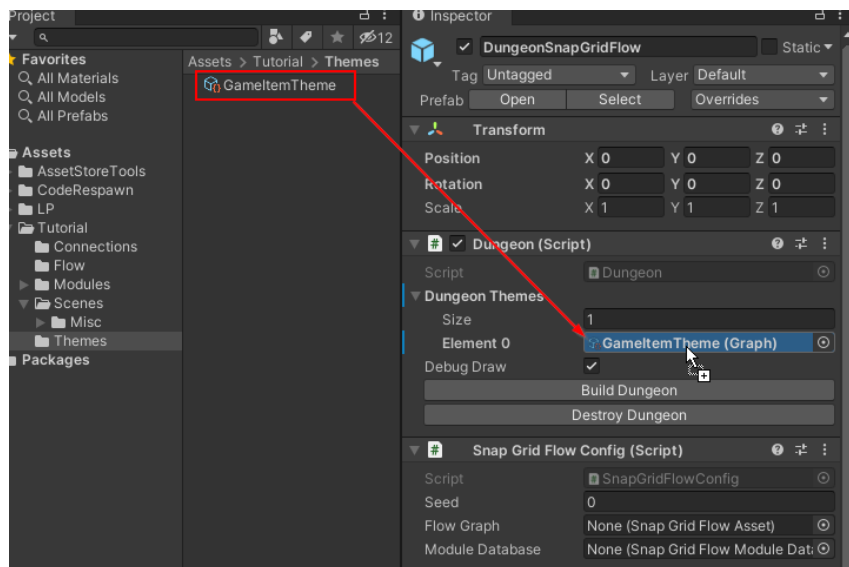 Project
12
Favorites
All Materials
All Models
All Prefabs
Assets
AssetStoreTools
CodeRespawn
LP
Tutorial
Connections
Flow
Modules
Scenes
Misc
Themes
Packages
Assets > Tutorial > Themes
GameItemTheme
Inspector
DungeonSnapGridFlow Static
Tag Untagged Layer Default
Prefab Open Select Overrides
Transform
Position X 0 Y 0 Z 0
Rotation X 0 Y 0 Z 0
Scale X 1 Y 1 Z 1
# Dungeon (Script)
Script Dungeon
Dungeon Themes
Size 1
Element 0 GameItemTheme (Graph)
Debug Draw
Build Dungeon
Destroy Dungeon
# Snap Grid Flow Config (Script)
Script SnapGridFlowConfig
Seed 0
Flow Graph None (Snap Grid Flow Asset)
Module Database None (Snap Grid Flow Module Data